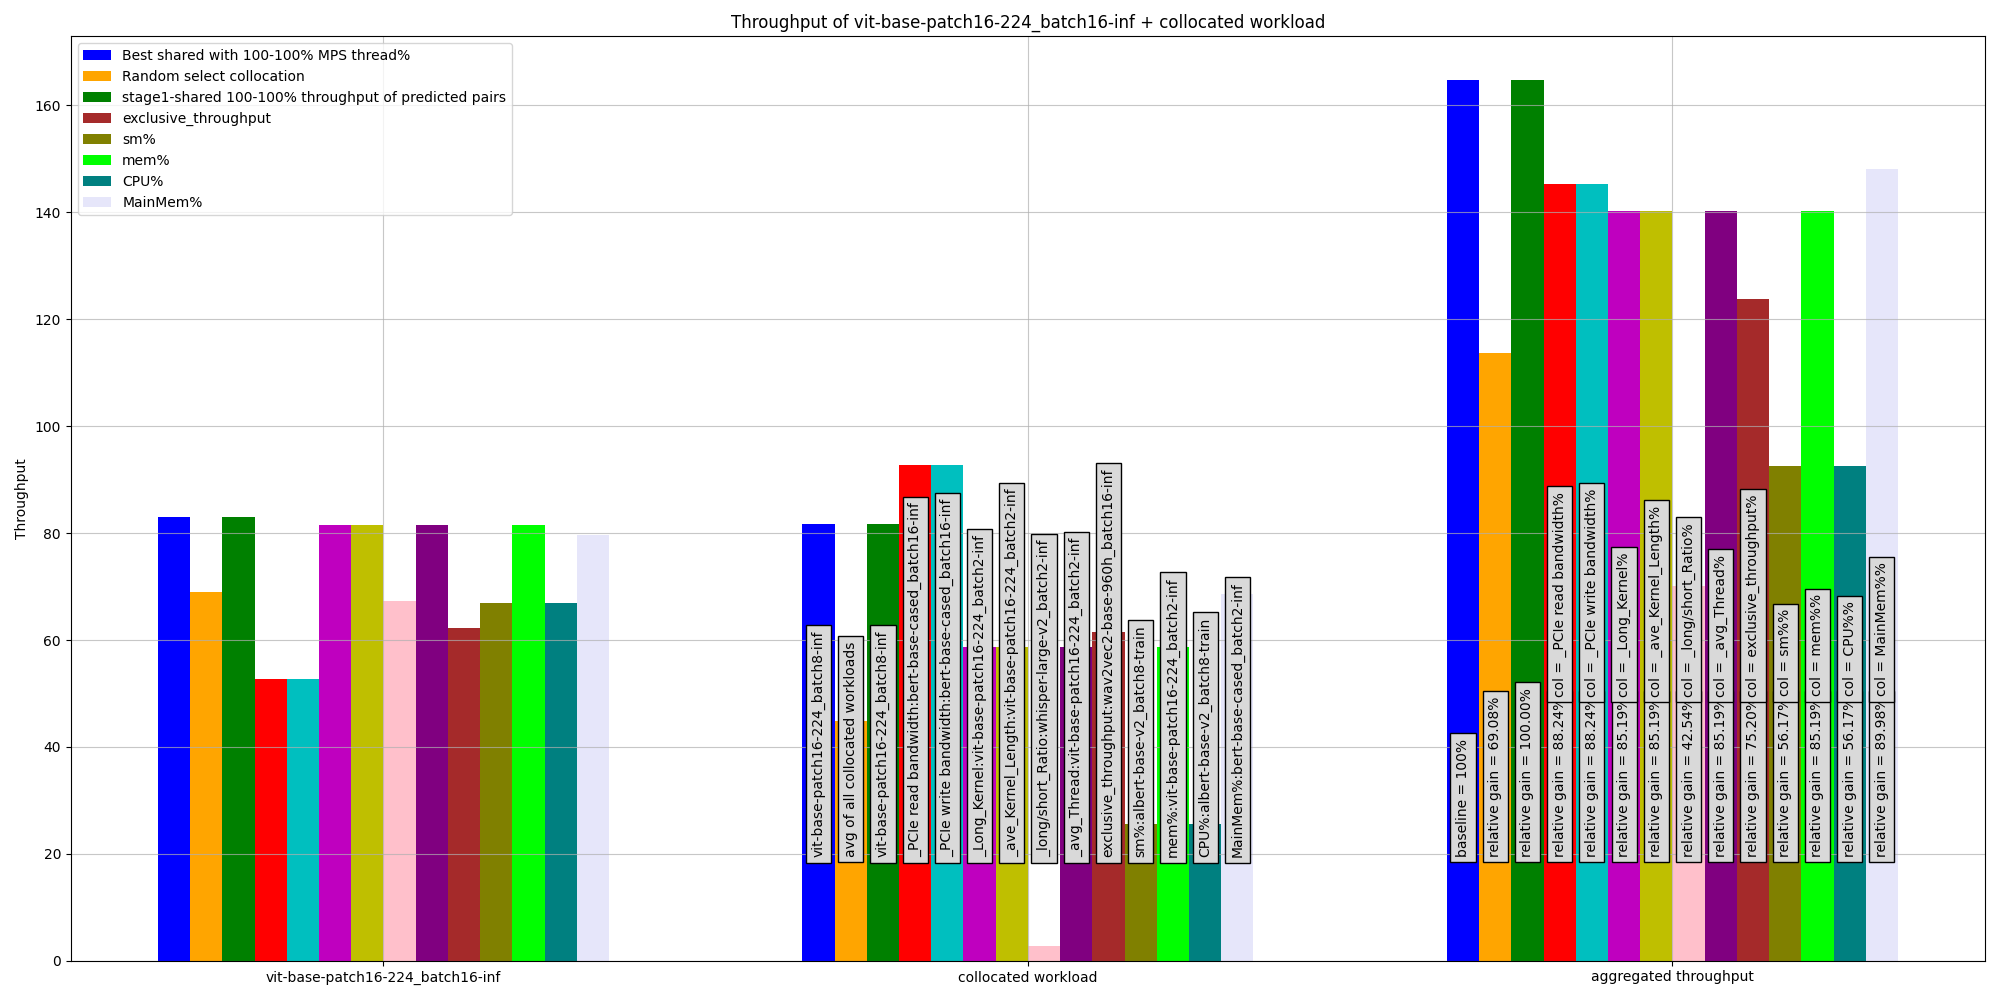 Throughput of vit-base-patch16-224_batch16-inf + collocated workload
Best shared with 100-100% MPS thread%
Random select collocation
stage1-shared 100-100% throughput of predicted pairs
exclusive_throughput
sm%
mem%
CPU%
MainMem%
Throughput
160
140
120
100
80
60
40
20
0
vit-base-patch16-224_batch8-inf
avg of all collocated workloads
vit-base-patch16-224_batch8-inf
_PCIe read bandwidth:bert-base-cased_batch16-inf
_PCIe write bandwidth:bert-base-cased_batch16-inf
_Long_Kernel:vit-base-patch16-224_batch2-inf
_ave_Kernel_Length:vit-base-patch16-224_batch2-inf
_long/short_Ratio:whisper-large-v2_batch2-inf
_avg_Thread:vit-base-patch16-224_batch2-inf
exclusive_throughput:wav2vec2-base-960h_batch16-inf
sm%:albert-base-v2_batch8-train
mem%:vit-base-patch16-224_batch2-inf
CPU%:albert-base-v2_batch8-train
MainMem%:bert-base-cased_batch2-inf
baseline = 100%
relative gain = 69.08%
relative gain = 100.00%
relative gain = 88.24%
col = _PCIe read bandwidth%
relative gain = 88.24%
col = _PCIe write bandwidth%
relative gain = 85.19%
col = _Long_Kernel%
relative gain = 85.19%
col = _ave_Kernel_Length%
relative gain = 42.54%
col = _long/short_Ratio%
relative gain = 85.19%
col = _avg_Thread%
relative gain = 75.20%
col = exclusive_throughput%
relative gain = 56.17%
col = sm%%
relative gain = 85.19%
col = mem%%
relative gain = 56.17%
col = CPU%%
relative gain = 89.98%
col = MainMem%%
vit-base-patch16-224_batch16-inf
collocated workload
aggregated throughput